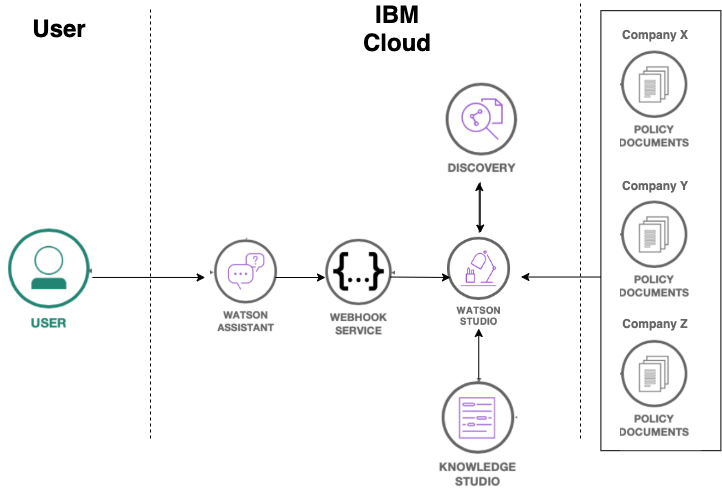 User
IBM
Cloud
Company X
POLICY
DOCUMENTS
DISCOVERY
Company Y
POLICY
DOCUMENTS
?
{...}
USER
WATSON
ASSISTANT
WEBHOOK
SERVICE
WATSON
STUDIO
Company Z
POLICY
DOCUMENTS
KNOWLEDGE
STUDIO